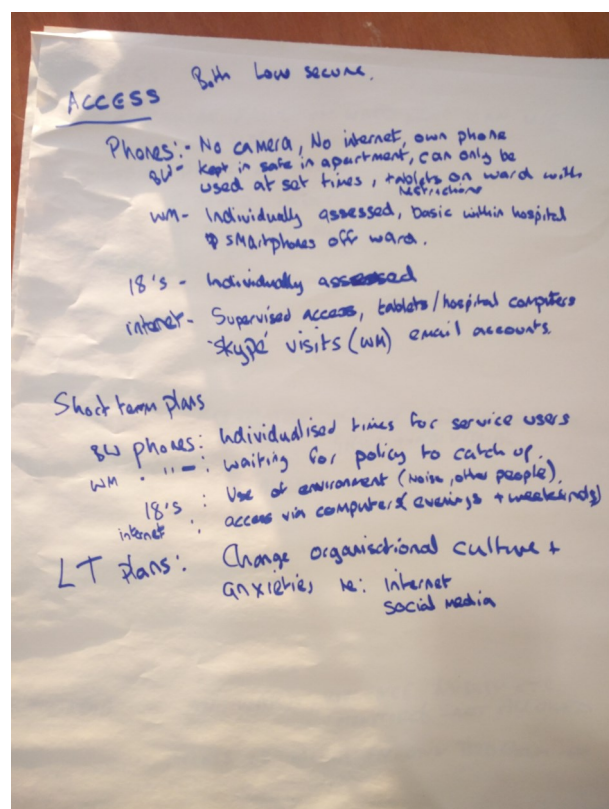 Both Low secure.
ACCESS
Phones:- No camera, No internet, own phone
BW- kept in safe in apartment, can only be
used at set times, tablets on ward with
restrictions
WM- Individually assessed, basic within hospital
smartphones off ward.
18's - Individually assessed
internet- Supervised access, tablets/hospital computers
'skype' visits (WM) email accounts.
Short term plans
BW phones: Individualised times for service users
WM " - : waiting for policy to catch up.
18's : Use of environment (Noise, other people).
internet : access via computers (evenings + weekends)
LT plans: Change organisctional culture +
anxieties re: internet
social media